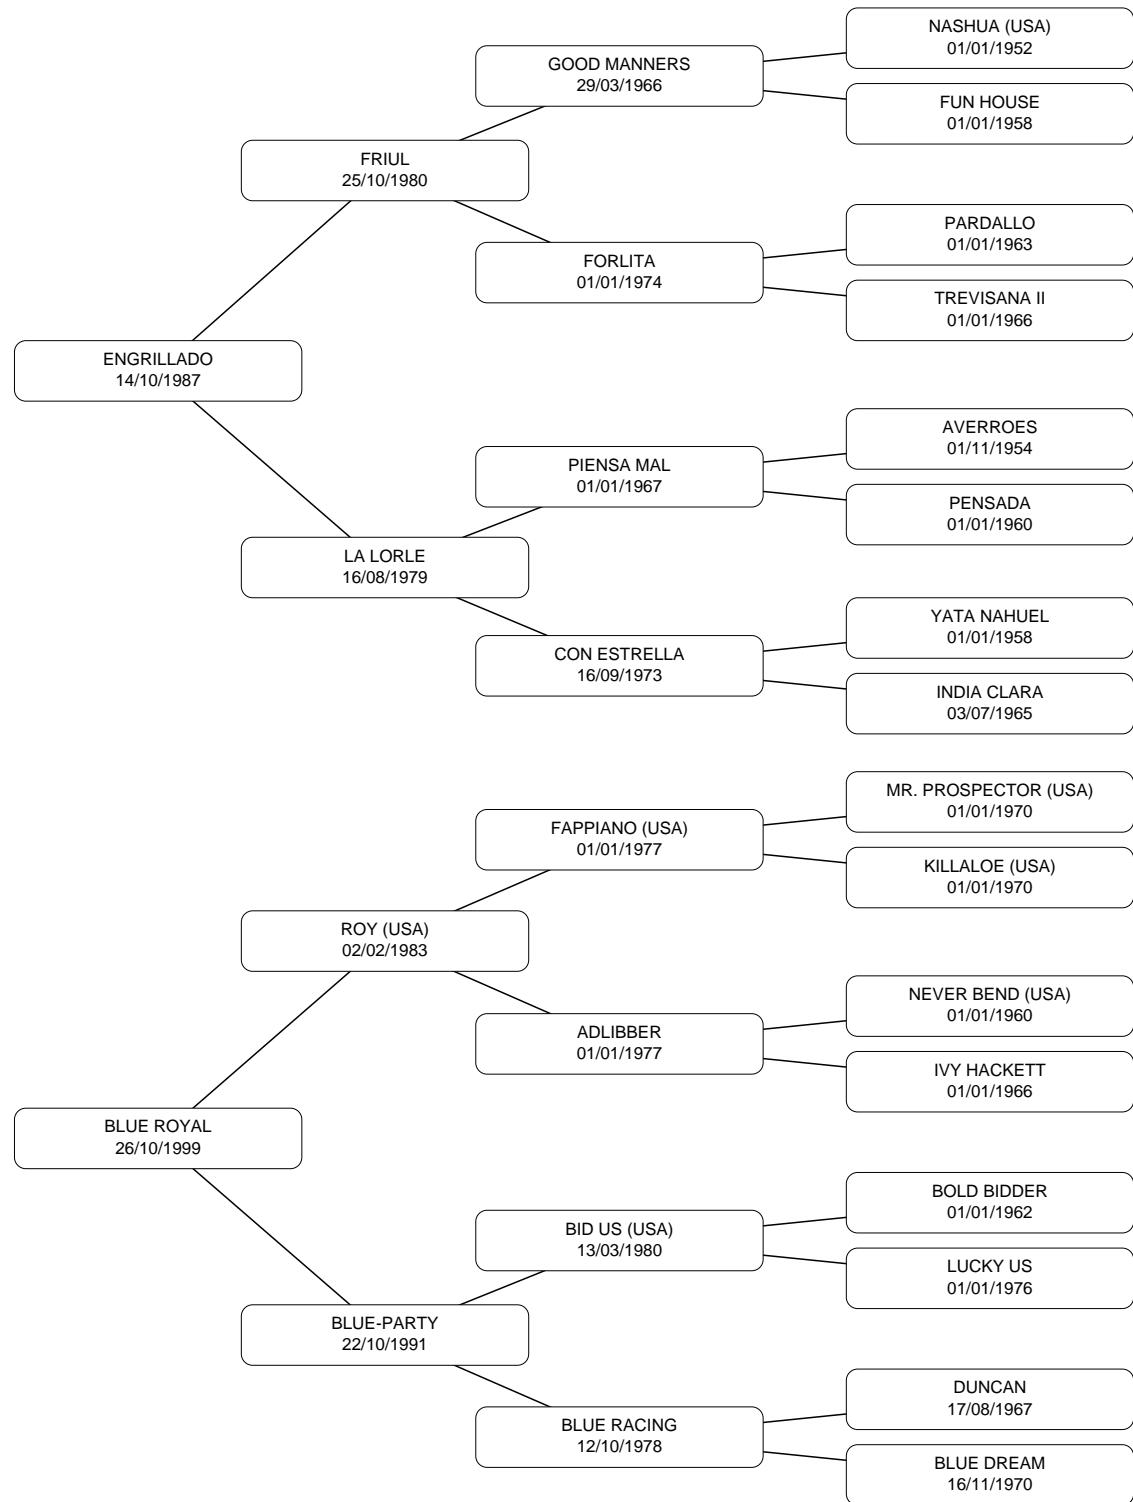 NASHUA (USA)
01/01/1952
GOOD MANNERS
29/03/1966
FUN HOUSE
01/01/1958
FRIUL
25/10/1980
PARDALLO
01/01/1963
FORLITA
01/01/1974
TREVISANA II
01/01/1966
ENGRILLADO
14/10/1987
AVERROES
01/11/1954
PIENSA MAL
01/01/1967
PENSADA
01/01/1960
LA LORLE
16/08/1979
YATA NAHUEL
01/01/1958
CON ESTRELLA
16/09/1973
INDIA CLARA
03/07/1965
MR. PROSPECTOR (USA)
01/01/1970
FAPPIANO (USA)
01/01/1977
KILLALOE (USA)
01/01/1970
ROY (USA)
02/02/1983
NEVER BEND (USA)
01/01/1960
ADLIBBER
01/01/1977
IVY HACKETT
01/01/1966
BLUE ROYAL
26/10/1999
BOLD BIDDER
01/01/1962
BID US (USA)
13/03/1980
LUCKY US
01/01/1976
BLUE-PARTY
22/10/1991
DUNCAN
17/08/1967
BLUE RACING
12/10/1978
BLUE DREAM
16/11/1970